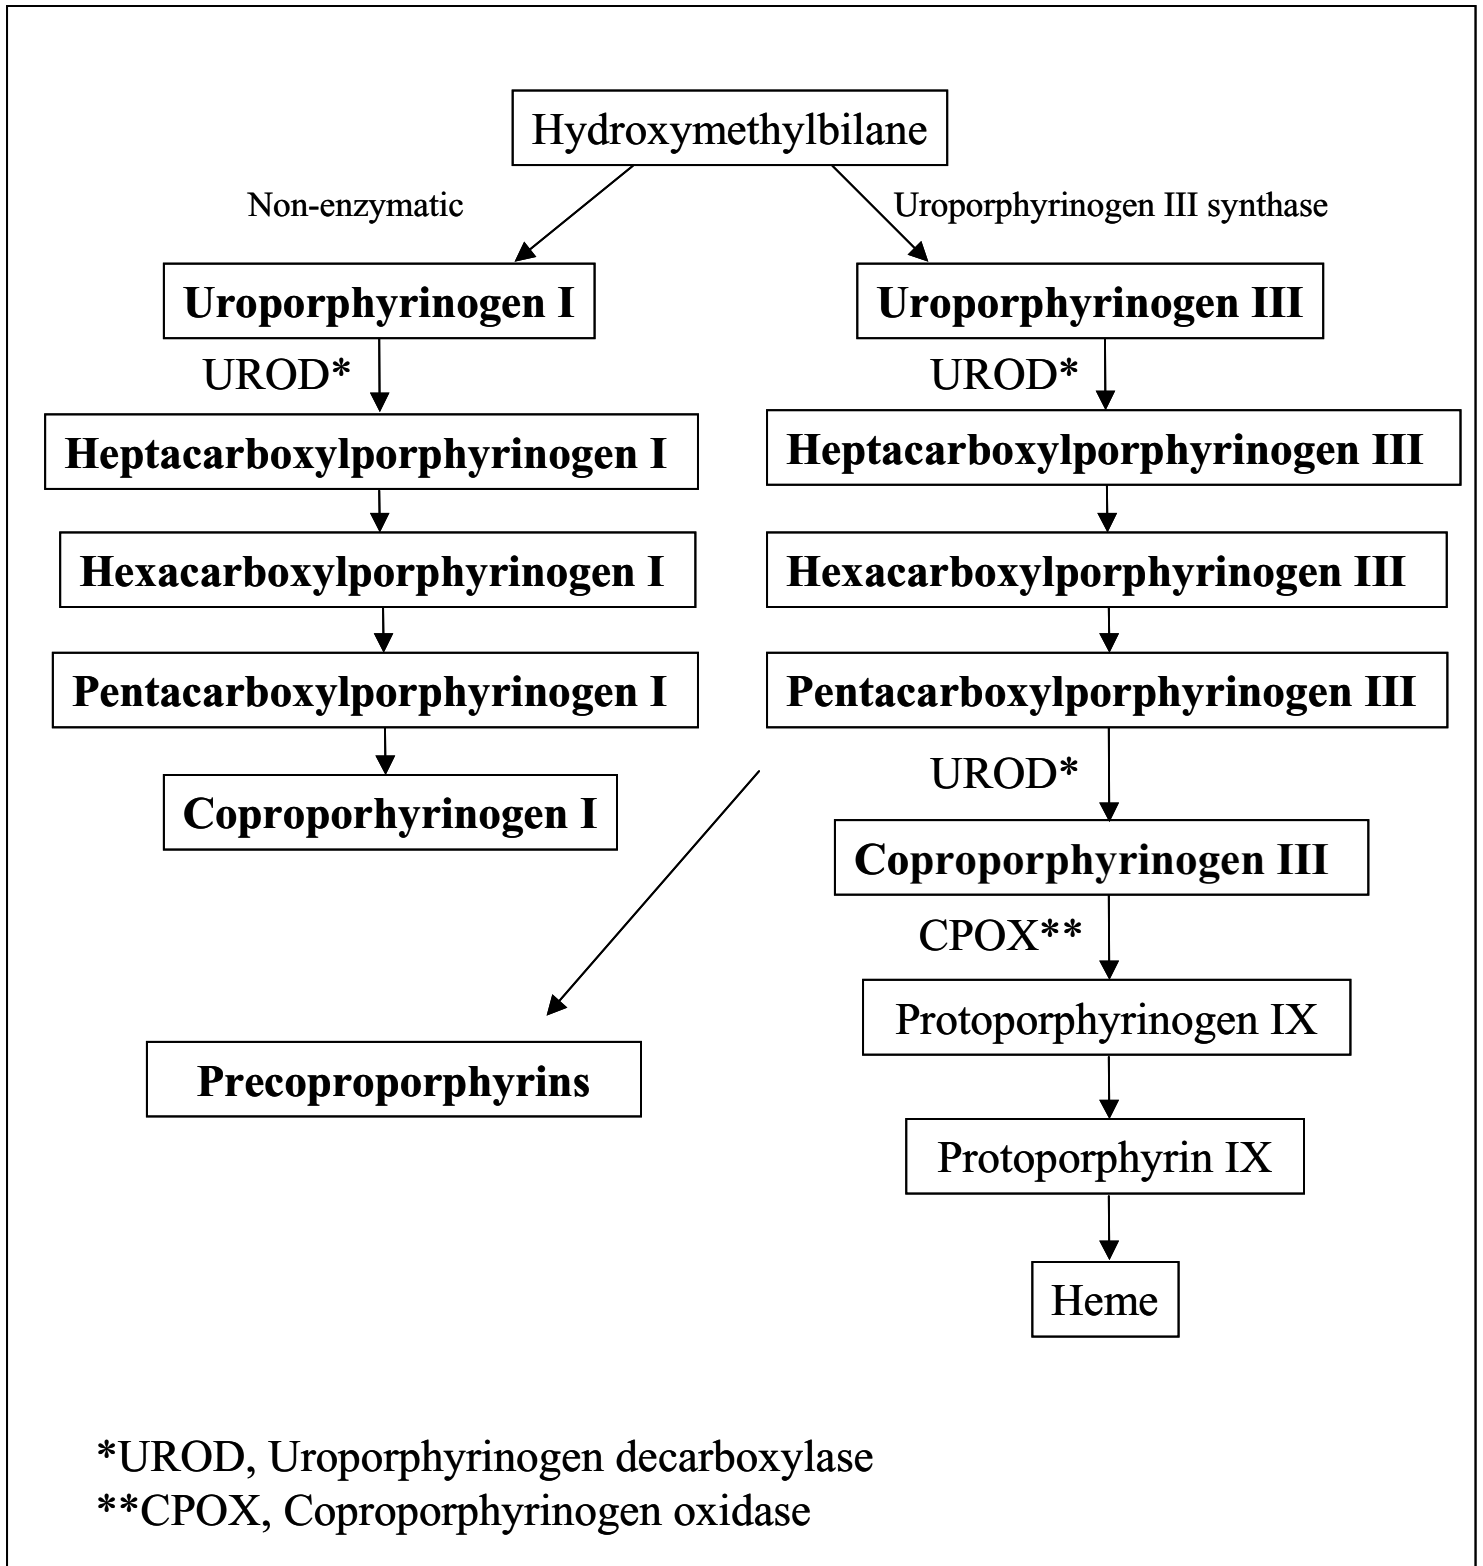 Hydroxymethylbilane
Non-enzymatic
Uroporphyrinogen III synthase
Uroporphyrinogen I
Uroporphyrinogen III
UROD*
UROD*
Heptacarboxylporphyrinogen I
Heptacarboxylporphyrinogen III
Hexacarboxylporphyrinogen I
Hexacarboxylporphyrinogen III
Pentacarboxylporphyrinogen I
Pentacarboxylporphyrinogen III
UROD*
Coproporhyrinogen I
Coproporphyrinogen III
CPOX**
Protoporphyrinogen IX
Precoproporphyrins
Protoporphyrin IX
Heme
*UROD, Uroporphyrinogen decarboxylase
**CPOX, Coproporphyrinogen oxidase